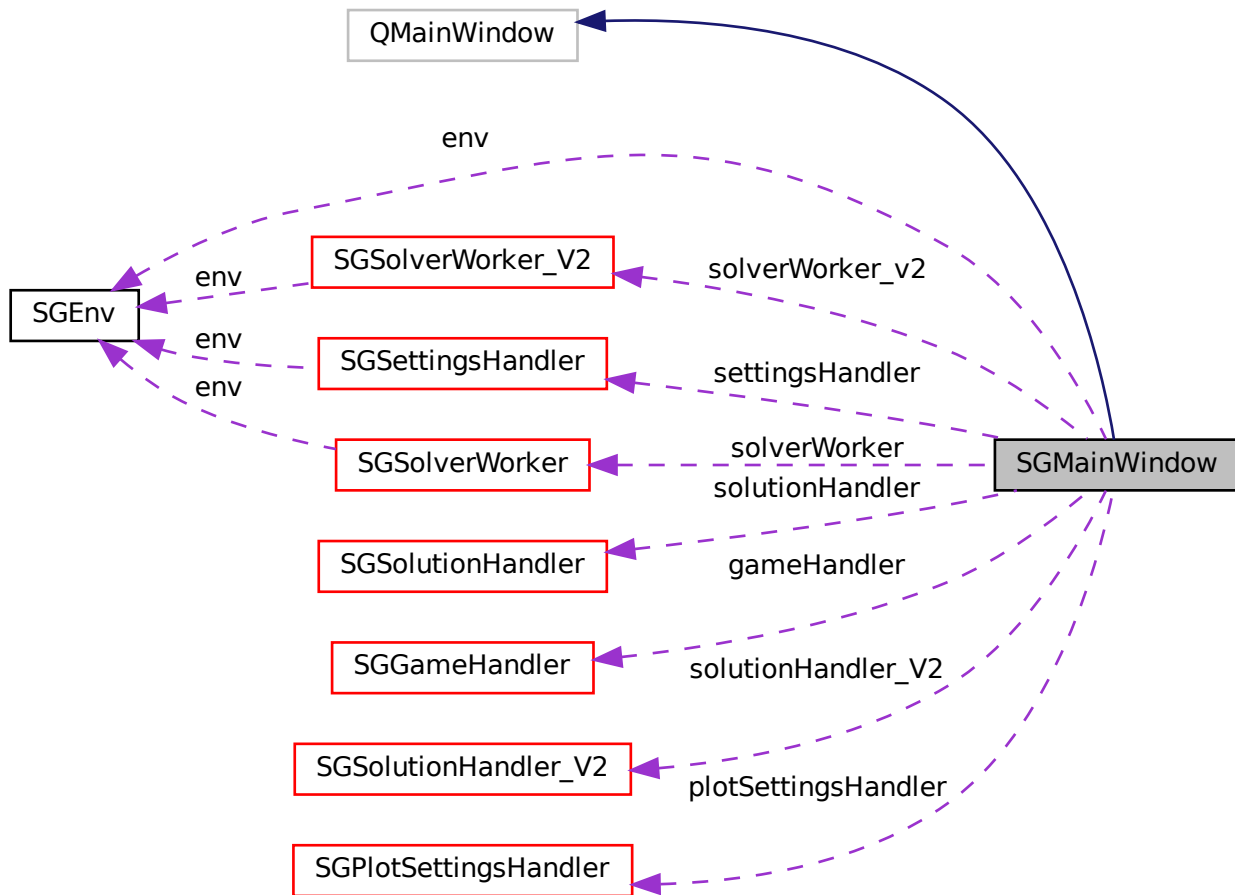 QMainWindow
env
SGSolverWorker_V2
solverWorker_v2
env
SGEnv
env
SGSettingsHandler
settingsHandler
env
SGSolverWorker
solverWorker
SGMainWindow
solutionHandler
SGSolutionHandler
gameHandler
SGGameHandler
solutionHandler_V2
SGSolutionHandler_V2
plotSettingsHandler
SGPlotSettingsHandler